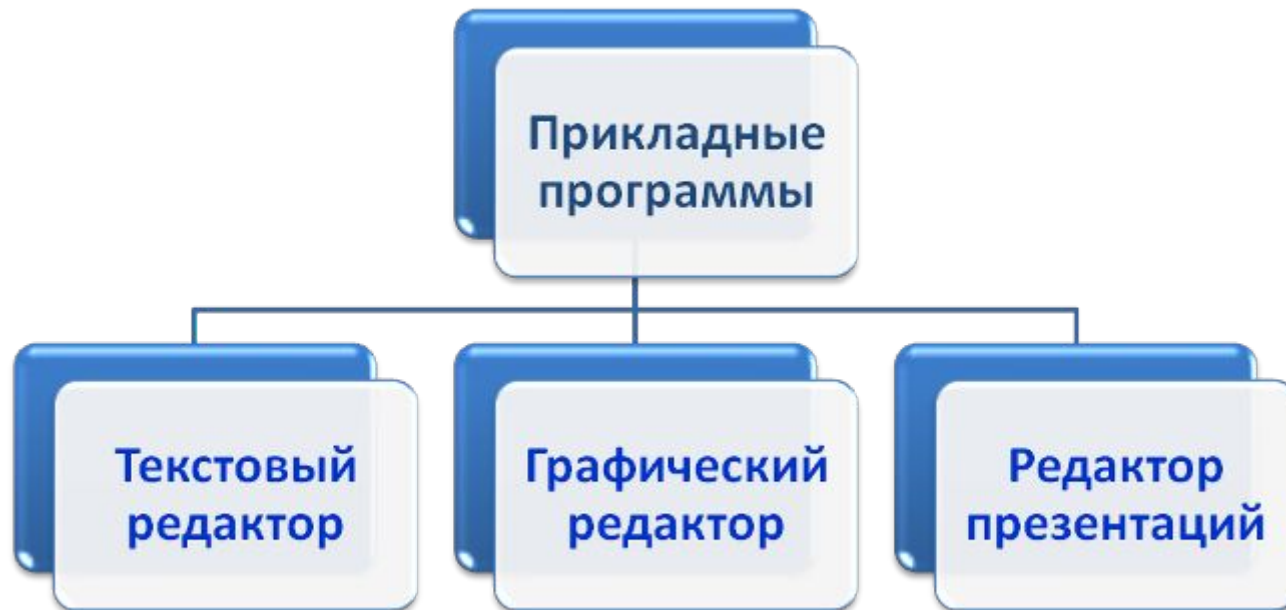 Прикладные
программы
Текстовый
редактор
Графический
редактор
Редактор
презентаций